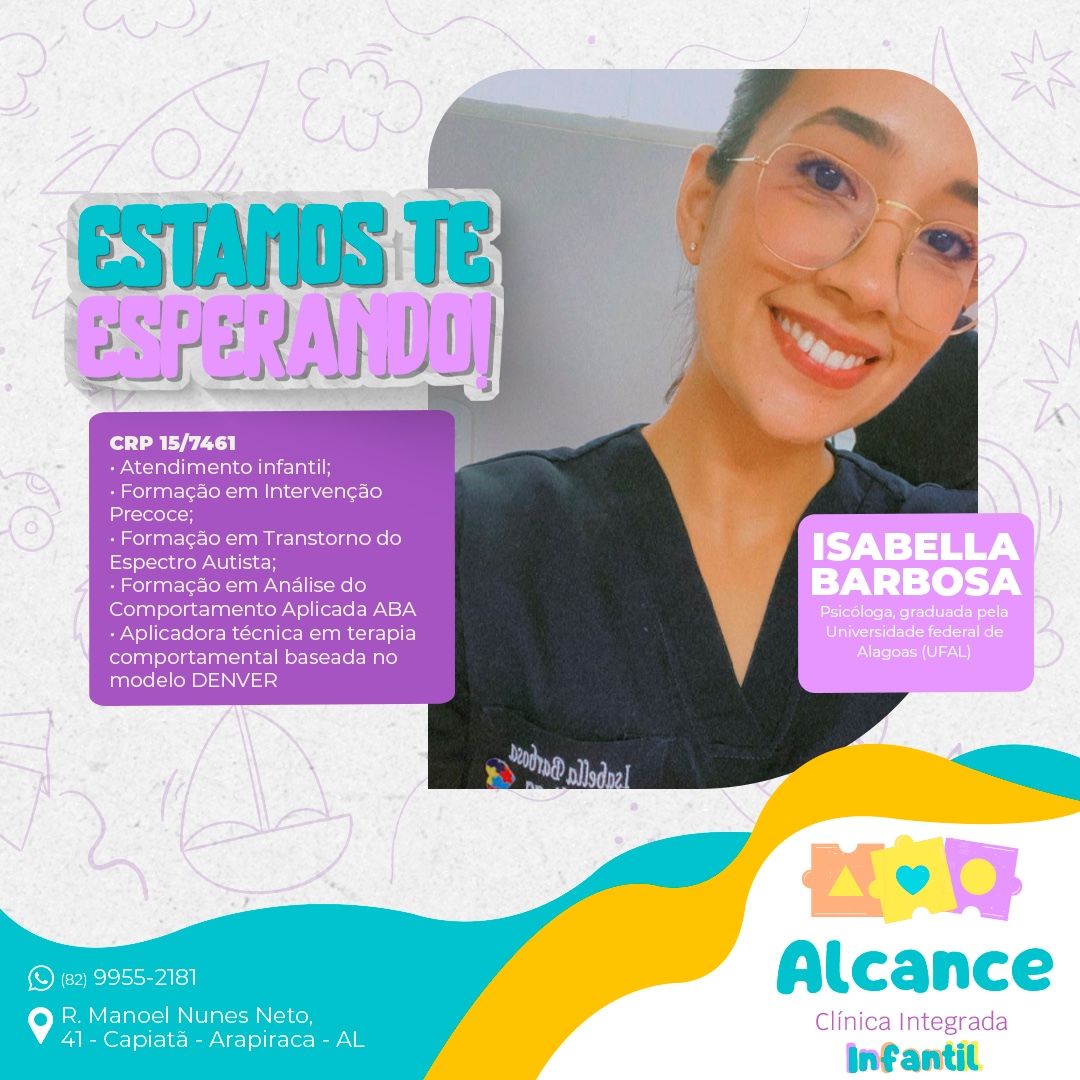 ESTAMOS TE
ESPERANDO!
CRP 15/7461
• Atendimento infantil;
• Formação em Intervenção
Precoce;
• Formação em Transtorno do
Espectro Autista;
• Formação em Análise do
Comportamento Aplicada ABA
• Aplicadora técnica em terapia
comportamental baseada no
modelo DENVER
ISABELLA
BARBOSA
Psicóloga, graduada pela
Universidade federal de
Alagoas (UFAL)
Isabella Barbosa
(82) 9955-2181
R. Manoel Nunes Neto,
41 - Capiatã - Arapiraca - AL
Alcance
Clínica Integrada
Infantil